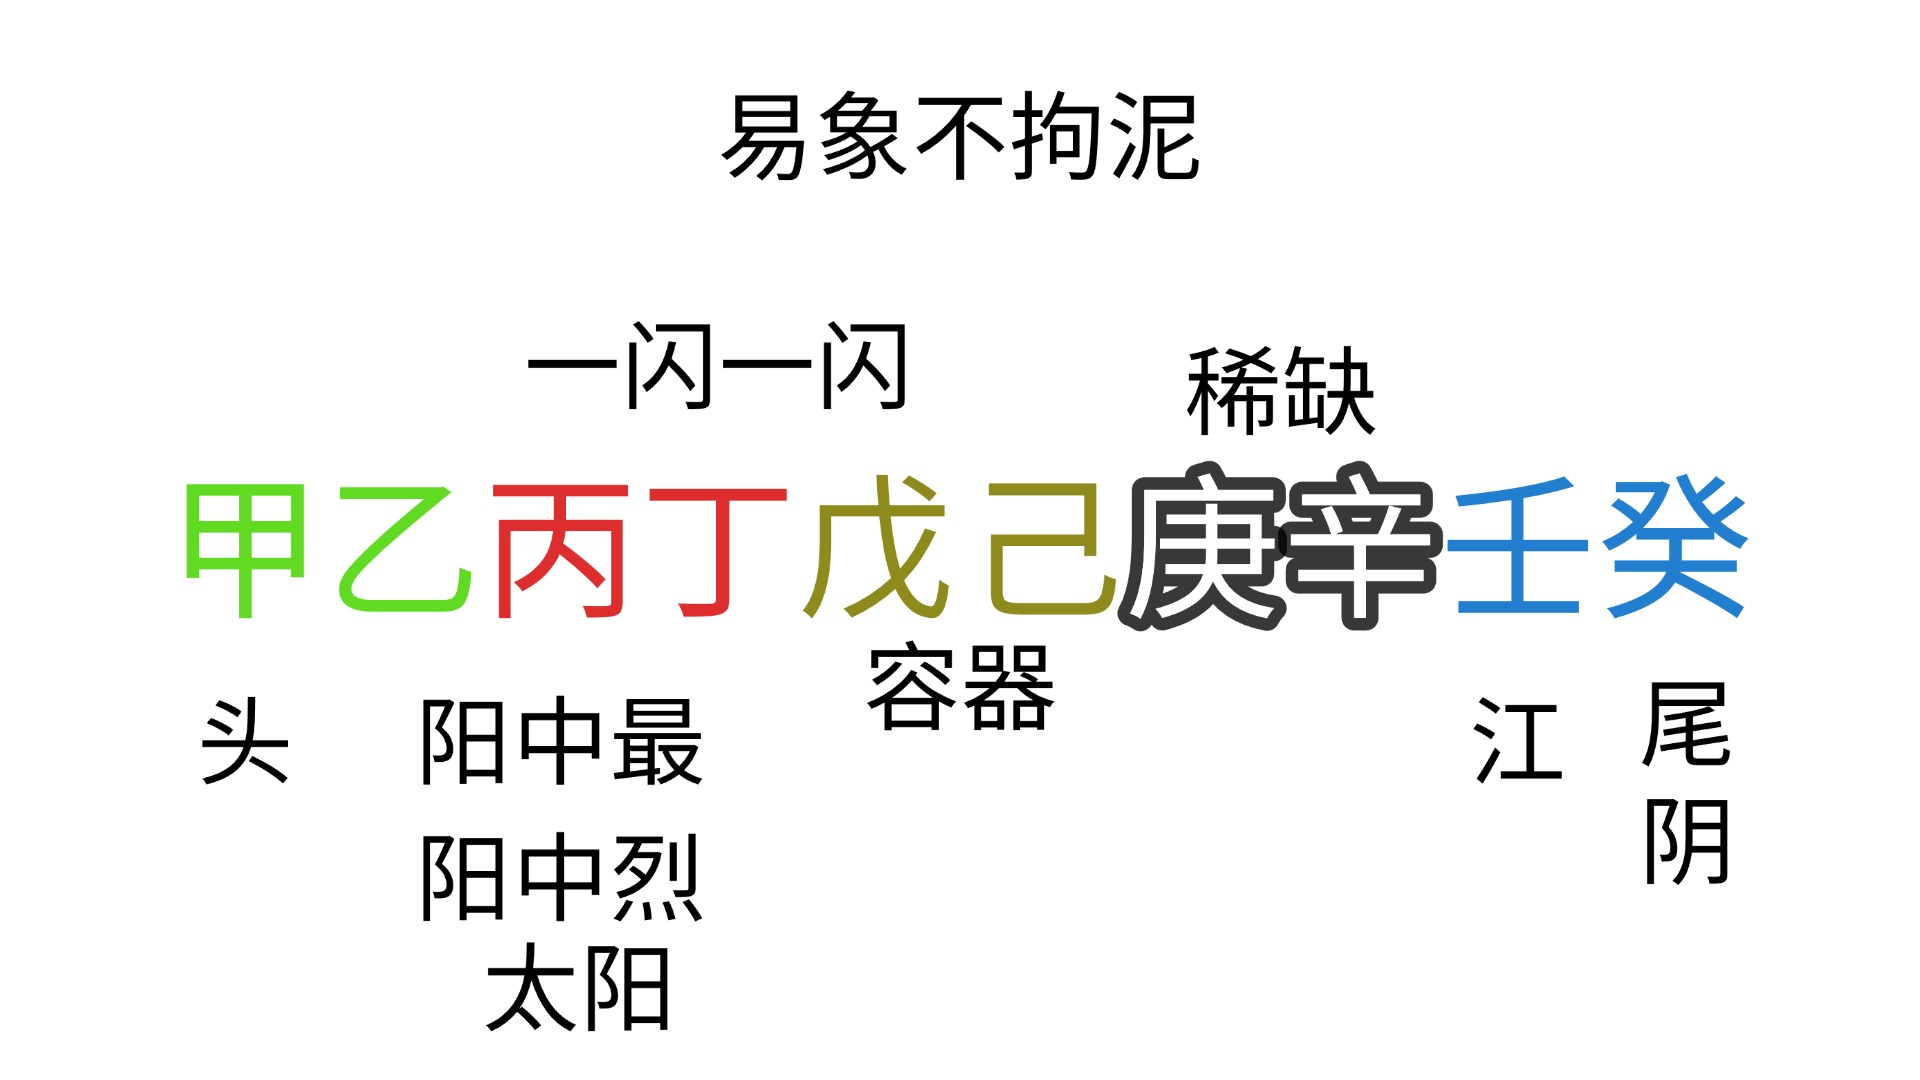 易象不拘泥
一闪一闪
稀缺
甲乙丙丁戊己庚辛壬癸
容器
头
阳中最
江
尾
阳中烈
阴
太阳